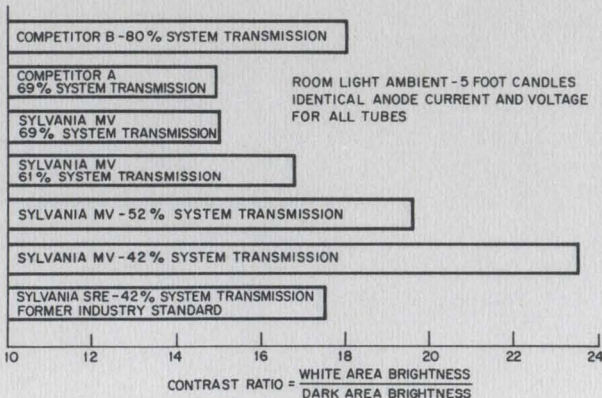 COMPETITOR B-80% SYSTEM TRANSMISSION
COMPETITOR A
69% SYSTEM TRANSMISSION
ROOM LIGHT AMBIENT-5 FOOT CANDLES
IDENTICAL ANODE CURRENT AND VOLTAGE
FOR ALL TUBES
SYLVANIA MV
69% SYSTEM TRANSMISSION
SYLVANIA MV
61% SYSTEM TRANSMISSION
SYLVANIA MV-52% SYSTEM TRANSMISSION
SYLVANIA MV-42% SYSTEM TRANSMISSION
SYLVANIA SRE-42% SYSTEM TRANSMISSION
FORMER INDUSTRY STANDARD
10 12 14 16 18 20 22 24
CONTRAST RATIO = WHITE AREA BRIGHTNESS
DARK AREA BRIGHTNESS